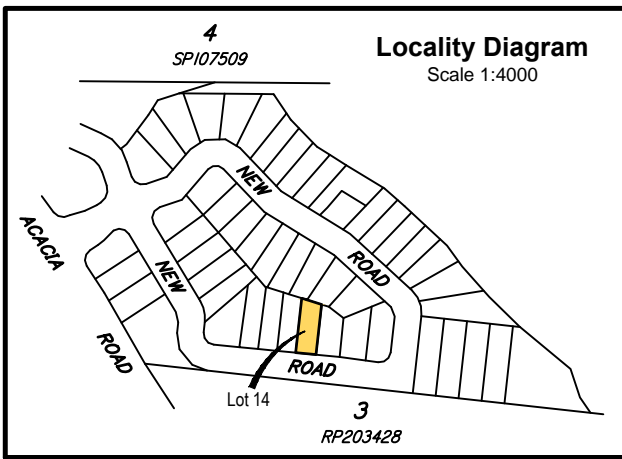 4
SP107509
Locality Diagram
Scale 1:4000
NEW
ROAD
ACACIA
ROAD
NEW
ROAD
Lot 14
3
RP203428